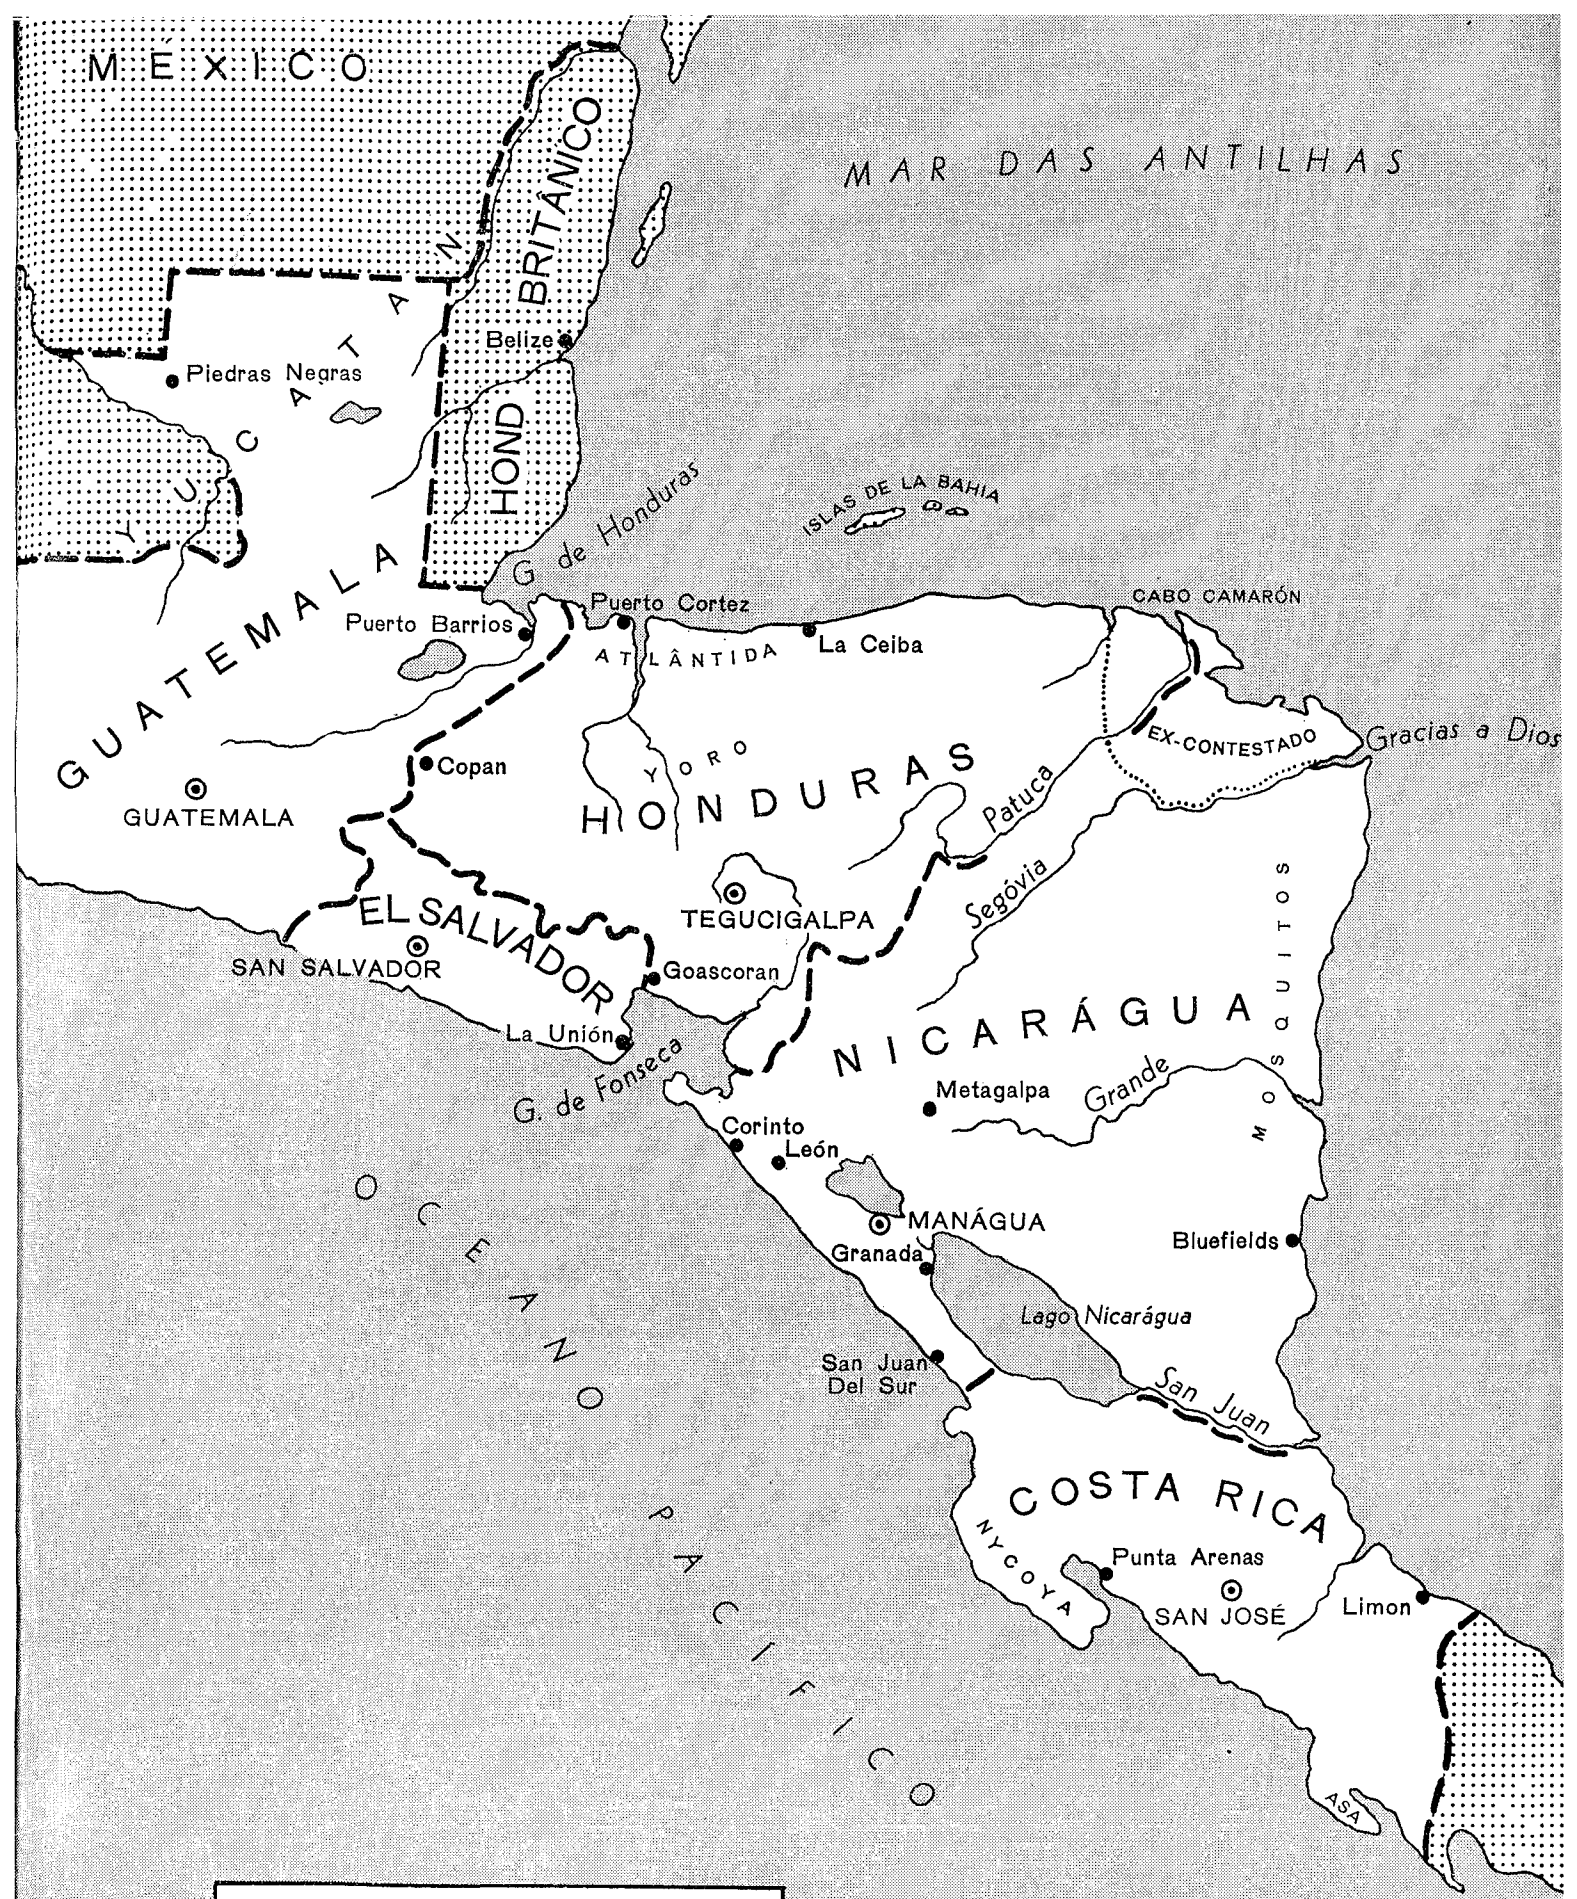 MÉXICO
MAR DAS ANTILHAS
HOND BRITÂNICO
YUCATAN
Belize
Piedras Negras
G. de Honduras
ISLAS DE LA BAHIA
GUATEMALA
CABO CAMARÓN
Puerto Cortez
Puerto Barrios
La Ceiba
ATLÂNTIDA
EX-CONTESTADO
Gracias a Dios
YORO
Copan
HONDURAS
Patuca
GUATEMALA
Segóvia
MOSQUITOS
TEGUCIGALPA
EL SALVADOR
SAN SALVADOR
Goascoran
NICARÁGUA
La Unión
G. de Fonseca
Metagalpa
Grande
Corinto
León
OCEANO PACIFICO
MANÁGUA
Bluefields
Granada
Lago Nicarágua
San Juan
Del Sur
San Juan
COSTA RICA
NYCOYA
Punta Arenas
SAN JOSÉ
Limon
ASA